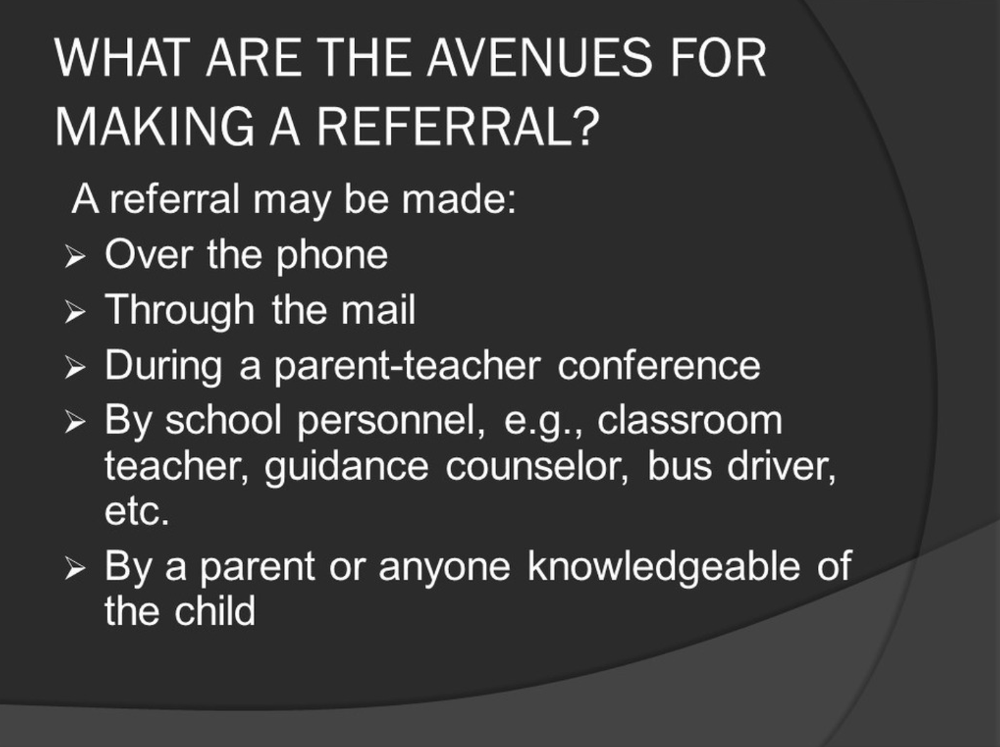 WHAT ARE THE AVENUES FOR
MAKING A REFERRAL?
A referral may be made:
➢ Over the phone
➢ Through the mail
➢ During a parent-teacher conference
➢ By school personnel, e.g., classroom
teacher, guidance counselor, bus driver,
etc.
➢ By a parent or anyone knowledgeable of
the child